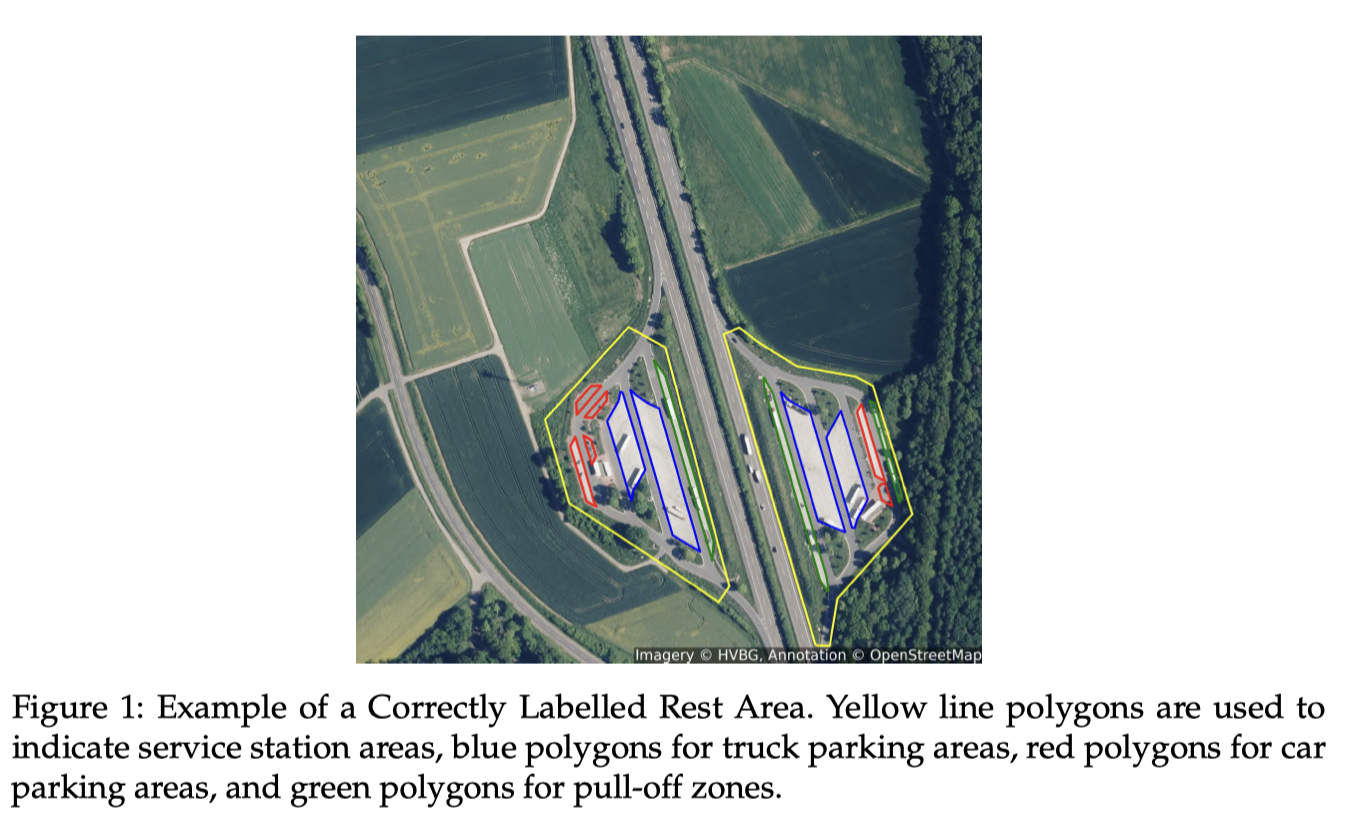 Imagery © HVBG, Annotation © OpenStreetMap
Figure 1: Example of a Correctly Labelled Rest Area. Yellow line polygons are used to
indicate service station areas, blue polygons for truck parking areas, red polygons for car
parking areas, and green polygons for pull-off zones.